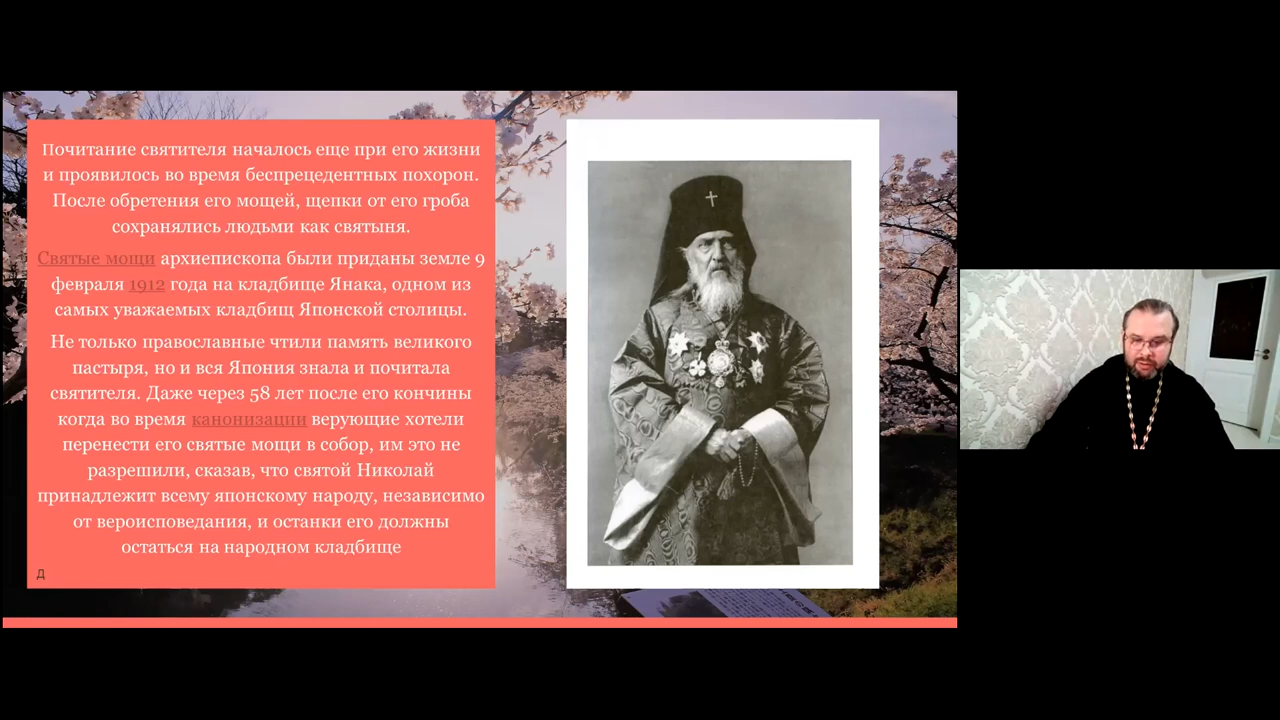 Почитание святителя началось еще при его жизни
и проявилось во время беспрецедентных похорон.
После обретения его мощей, щепки от его гроба
сохранялись людьми как святыня.
Святые мощи архиепископа были приданы земле 9
февраля 1912 года на кладбище Янака, одном из
самых уважаемых кладбищ Японской столицы.
Не только православные чтили память великого
пастыря, но и вся Япония знала и почитала
святителя. Даже через 58 лет после его кончины
когда во время канонизации верующие хотели
перенести его святые мощи в собор, им это не
разрешили, сказав, что святой Николай
принадлежит всему японскому народу, независимо
от вероисповедания, и останки его должны
остаться на народном кладбище
Д